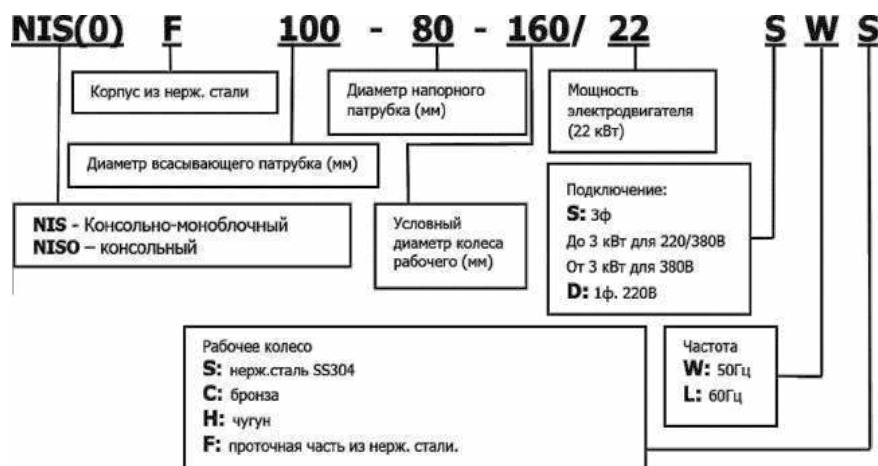 NIS(0) F 100 - 80 - 160/ 22 S W S
Корпус из нерж. стали
Диаметр напорного
патрубка (мм)
Мощность
электродвигателя
(22 кВт)
Диаметр всасывающего патрубка (мм)
NIS - Консольно-моноблочный
NISO – консольный
Условный
диаметр колеса
рабочего (мм)
Подключение:
S: 3ф
До 3 кВт для 220/380В
От 3 кВт для 380В
D: 1ф. 220В
Рабочее колесо
S: нерж.сталь SS304
C: бронза
H: чугун
F: проточная часть из нерж. стали.
Частота
W: 50Гц
L: 60Гц